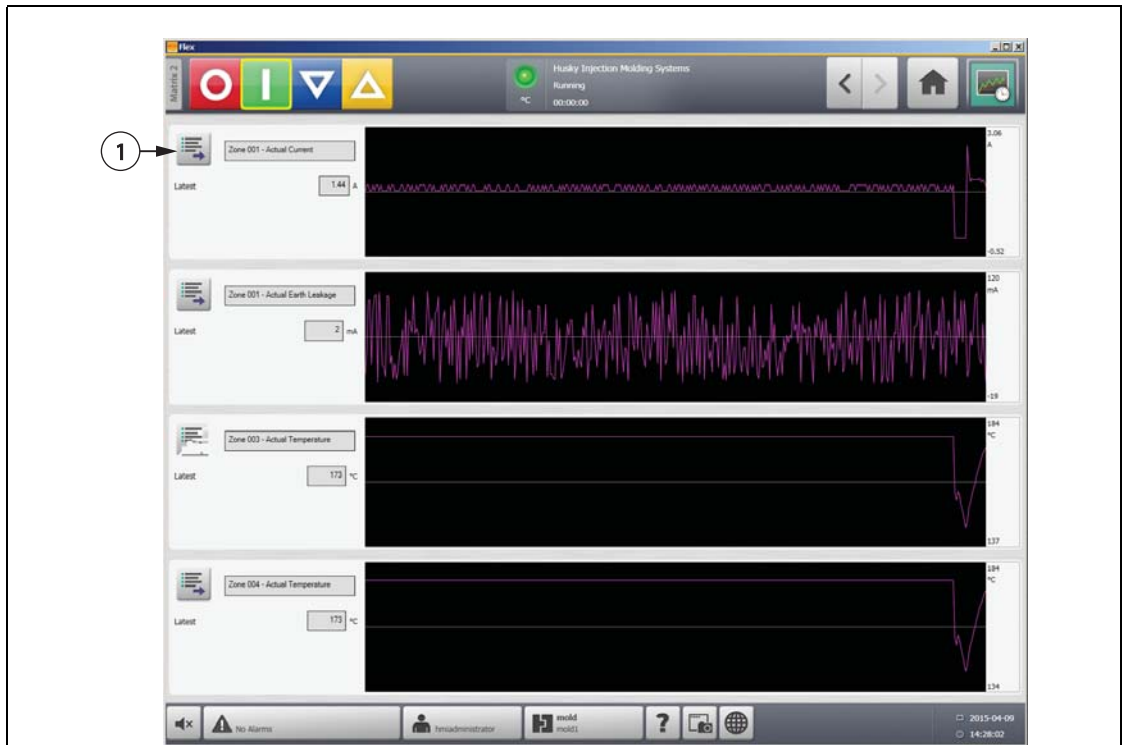 Flex
Matrix 2
Husky Injection Molding Systems
Running
°C
00:00:00
1
Zone 001 - Actual Current
Latest
1.44 A
3.06
A
-0.52
Zone 001 - Actual Earth Leakage
Latest
2 mA
120
mA
-19
Zone 003 - Actual Temperature
Latest
173 °C
184
°C
137
Zone 004 - Actual Temperature
Latest
173 °C
184
°C
134
No Alarms
hmiadministrator
mold
mold1
?
2015-04-09
14:28:02